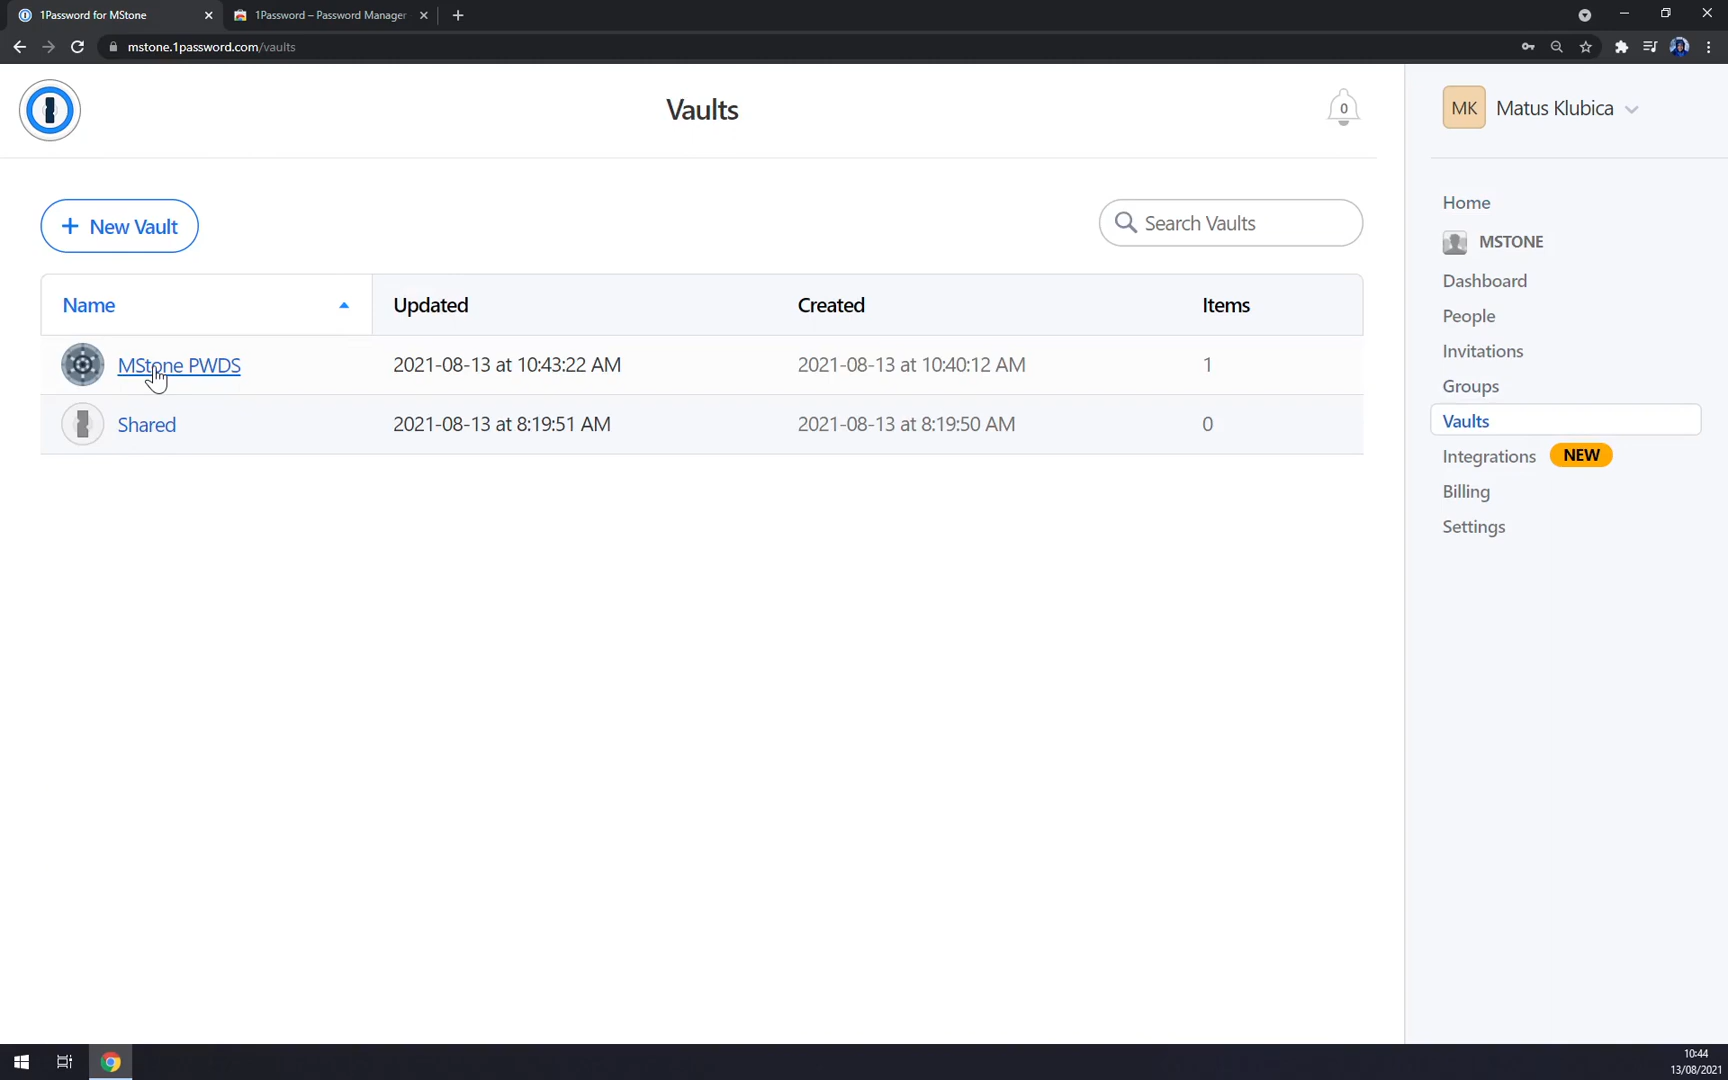 1Password for MStone
1Password – Password Manager
mstone.1password.com/vaults
Vaults
0
MK Matus Klubica
+ New Vault
Search Vaults
Name Updated Created Items
MStone PWDS 2021-08-13 at 10:43:22 AM 2021-08-13 at 10:40:12 AM 1
Shared 2021-08-13 at 8:19:51 AM 2021-08-13 at 8:19:50 AM 0
Home
MSTONE
Dashboard
People
Invitations
Groups
Vaults
Integrations NEW
Billing
Settings
10:44
13/08/2021